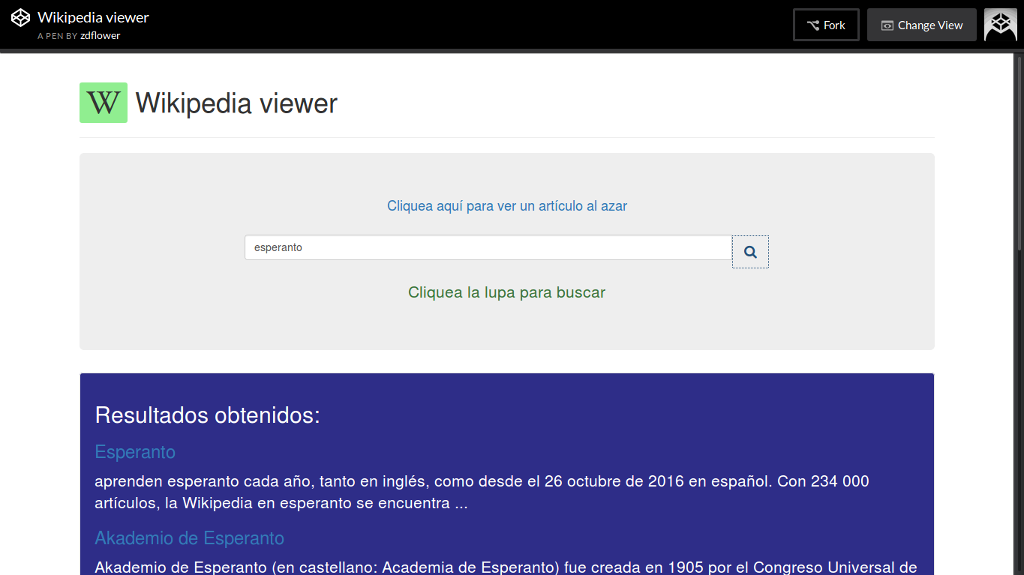 Wikipedia viewer
A PEN BY zdflower
Fork
Change View
W Wikipedia viewer
Cliquea aquí para ver un artículo al azar
esperanto
Cliquea la lupa para buscar
Resultados obtenidos:
Esperanto
aprenden esperanto cada año, tanto en inglés, como desde el 26 octubre de 2016 en español. Con 234 000
artículos, la Wikipedia en esperanto se encuentra ...
Akademio de Esperanto
Akademio de Esperanto (en castellano: Academia de Esperanto) fue creada en 1905 por el Congreso Universal de